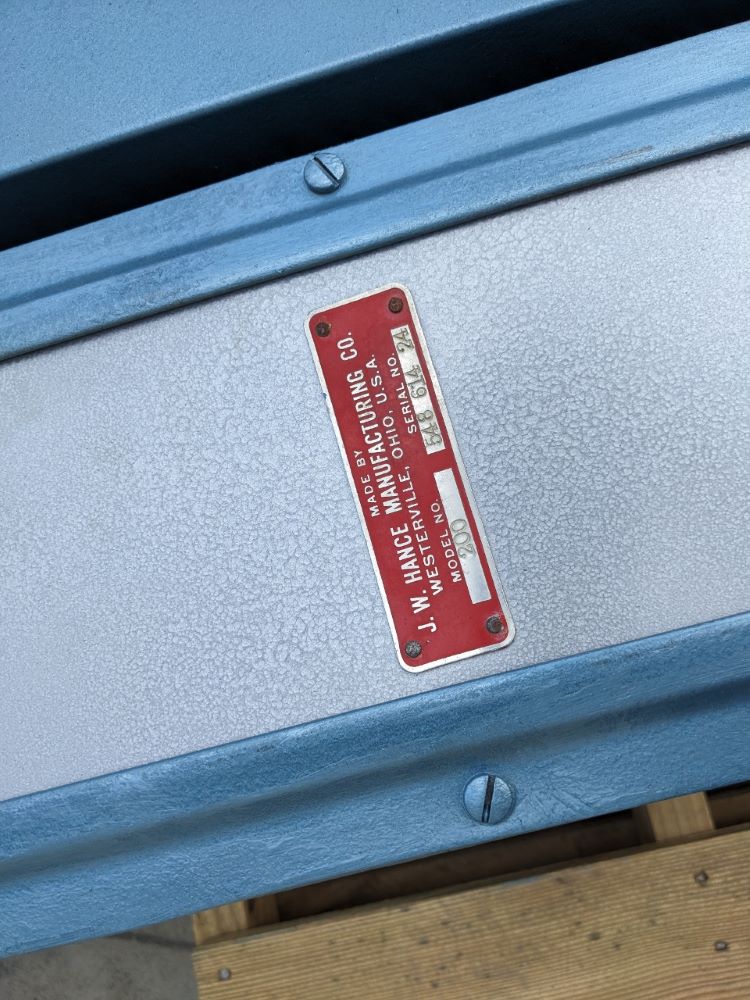 MADE BY
J. W. HANCE MANUFACTURING CO.
WESTERVILLE, OHIO, U.S.A.
MODEL NO. SERIAL NO.
200 548 614 24